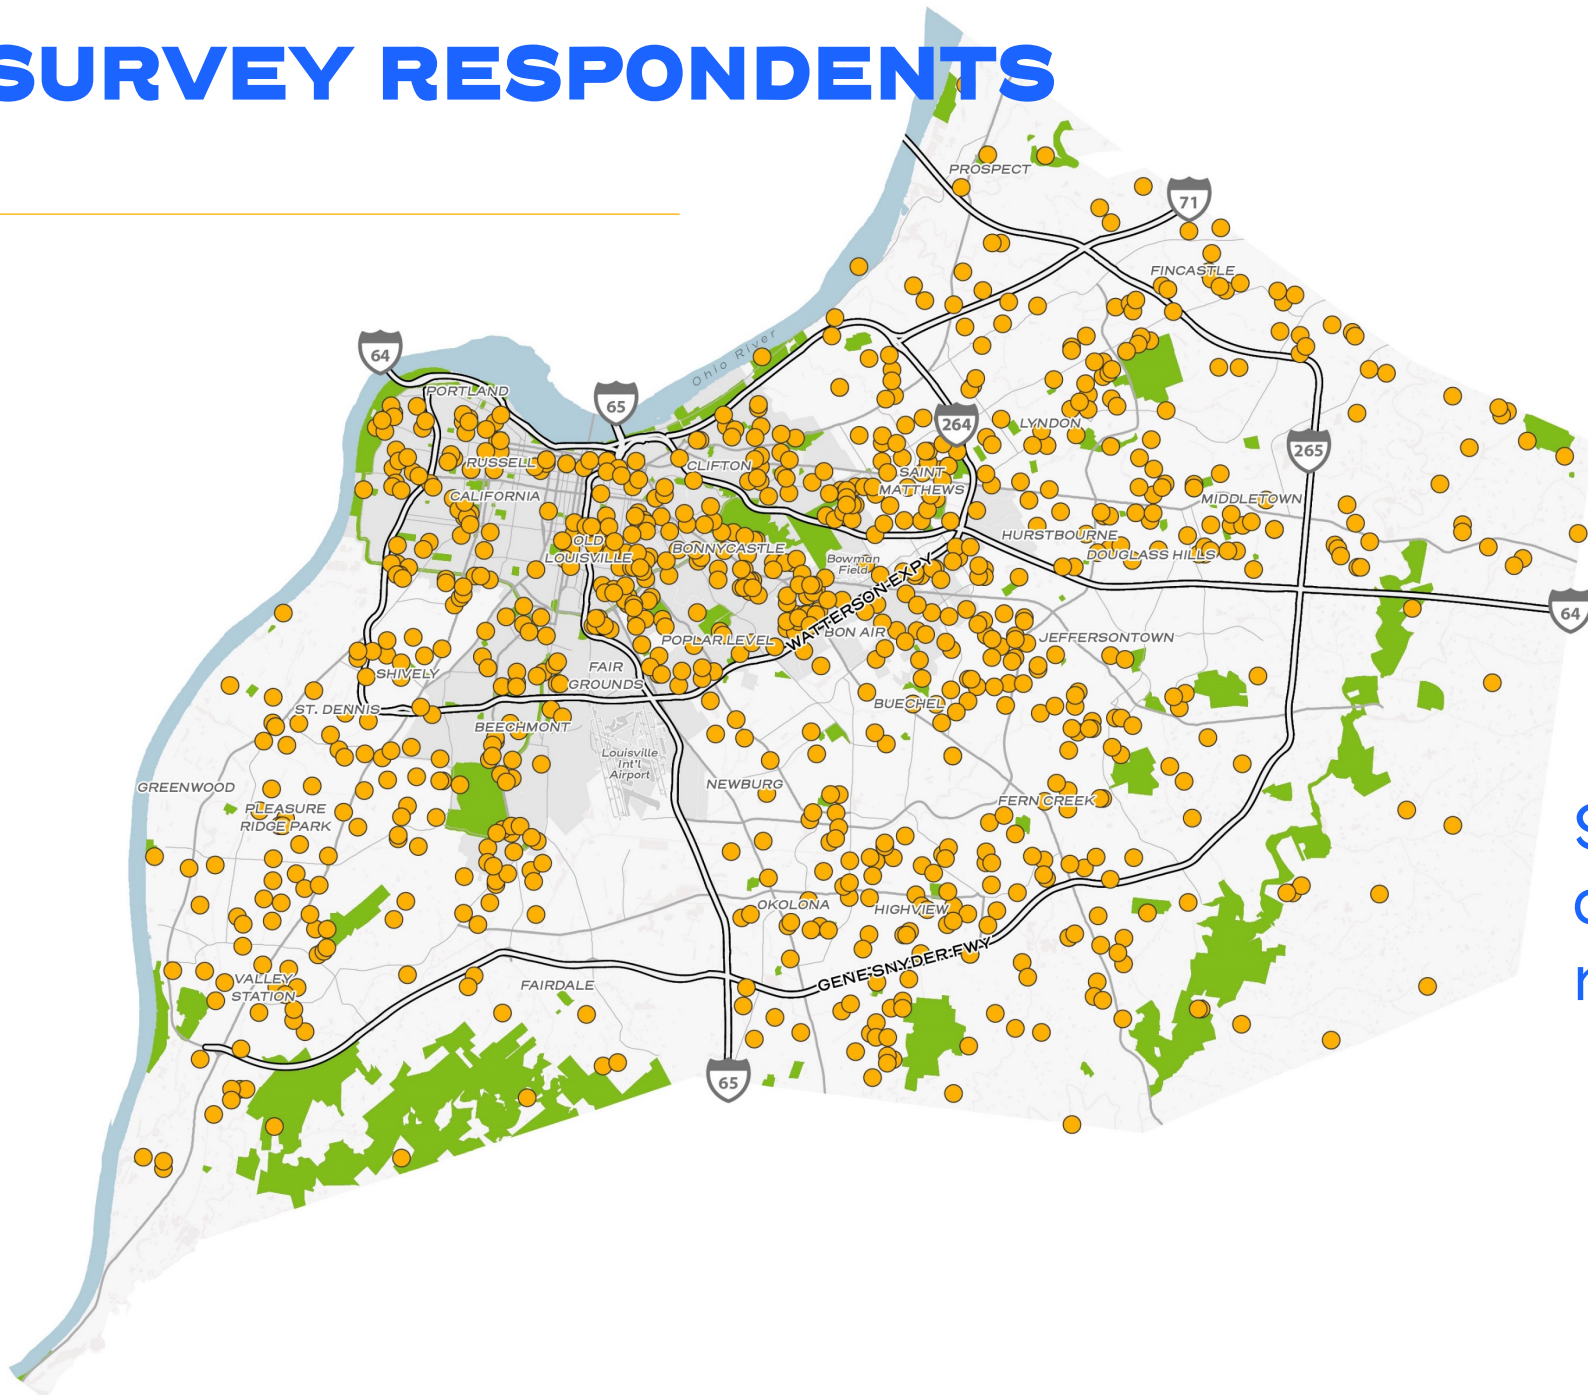 SURVEY RESPONDENTS
PROSPECT
71
FINCASTLE
64
PORTLAND
65
Ohio River
264
LYNDON
265
RUSSELL
CLIFTON
SAINT
MATTHEWS
CALIFORNIA
MIDDLETOWN
OLD
LOUISVILLE
BONNYCASTLE
HURSTBOURNE
DOUGLASS HILLS
Bowman
Field
WATTERSON EXPY
64
POPLAR LEVEL
BON AIR
JEFFERSONTOWN
SHIVELY
FAIR
GROUNDS
ST. DENNIS
BUECHEL
BEECHMONT
Louisville
Int'l
Airport
GREENWOOD
NEWBURG
PLEASURE
RIDGE PARK
FERN CREEK
OKOLONA
HIGHVIEW
GENE SNYDER FWY
VALLEY
STATION
FAIRDALE
65